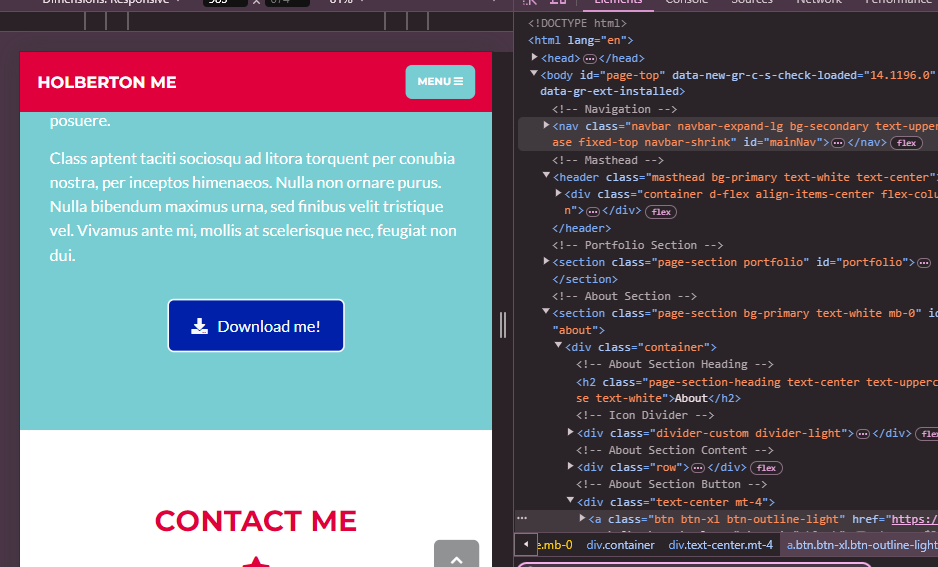 Dimensions: Responsive
Elements Console Sources Network Performance
HOLBERTON ME
MENU
posuere.
Class aptent taciti sociosqu ad litora torquent per conubia
nostra, per inceptos himenaeos. Nulla non ornare purus.
Nulla bibendum maximus urna, sed finibus velit tristique
vel. Vivamus ante mi, mollis at scelerisque nec, feugiat non
dui.
Download me!
CONTACT ME
<!DOCTYPE html>
<html lang="en">
<head>…</head>
<body id="page-top" data-new-gr-c-s-check-loaded="14.1196.0"
data-gr-ext-installed>
<!-- Navigation -->
<nav class="navbar navbar-expand-lg bg-secondary text-upper
ase fixed-top navbar-shrink" id="mainNav">…</nav> flex
<!-- Masthead -->
<header class="masthead bg-primary text-white text-center">
<div class="container d-flex align-items-center flex-colu
n">…</div> flex
</header>
<!-- Portfolio Section -->
<section class="page-section portfolio" id="portfolio">…
</section>
<!-- About Section -->
<section class="page-section bg-primary text-white mb-0" id
"about">
<div class="container">
<!-- About Section Heading -->
<h2 class="page-section-heading text-center text-upperc
se text-white">About</h2>
<!-- Icon Divider -->
<div class="divider-custom divider-light">…</div> flex
<!-- About Section Content -->
<div class="row">…</div> flex
<!-- About Section Button -->
<div class="text-center mt-4">
<a class="btn btn-xl btn-outline-light" href="https:/
e.mb-0 div.container div.text-center.mt-4 a.btn.btn-xl.btn-outline-light